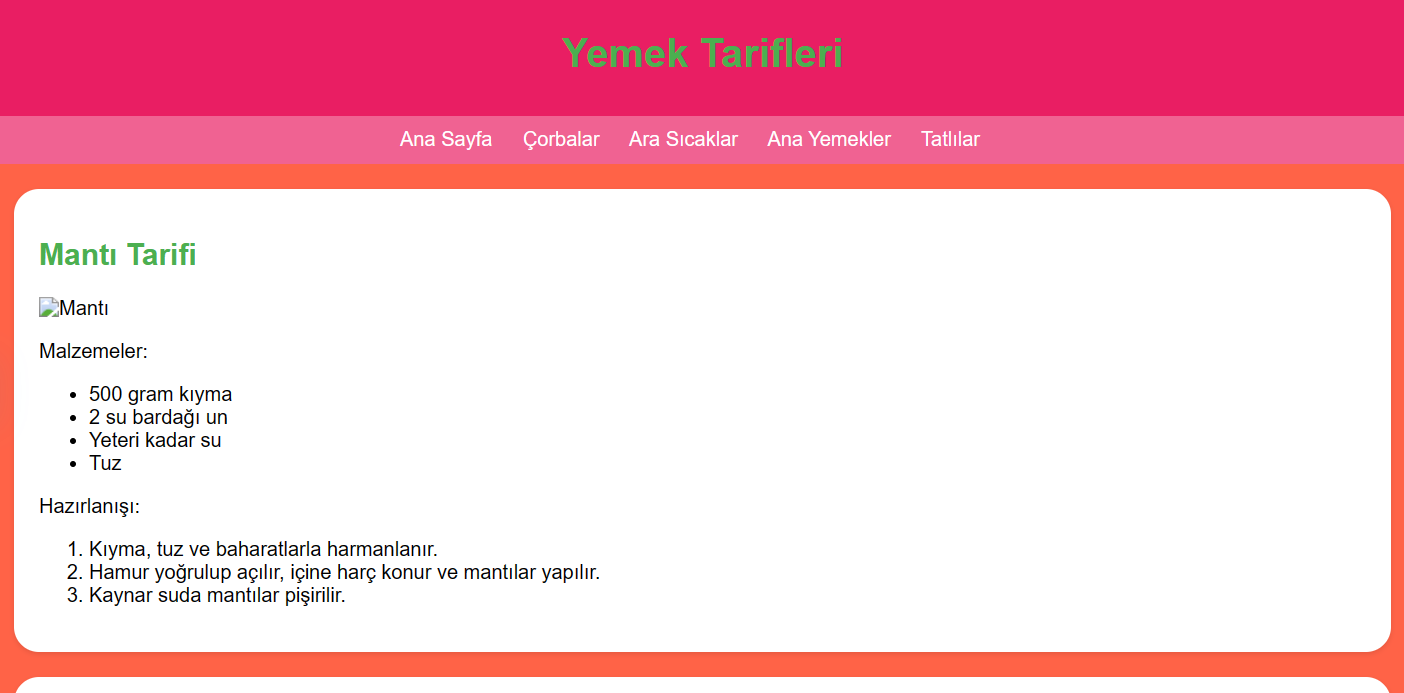 Yemek Tarifleri
Ana Sayfa Çorbalar Ara Sıcaklar Ana Yemekler Tatlılar
Mantı Tarifi
Mantı
Malzemeler:
500 gram kıyma
2 su bardağı un
Yeteri kadar su
Tuz
Hazırlanışı:
1. Kıyma, tuz ve baharatlarla harmanlanır.
2. Hamur yoğrulup açılır, içine harç konur ve mantılar yapılır.
3. Kaynar suda mantılar pişirilir.